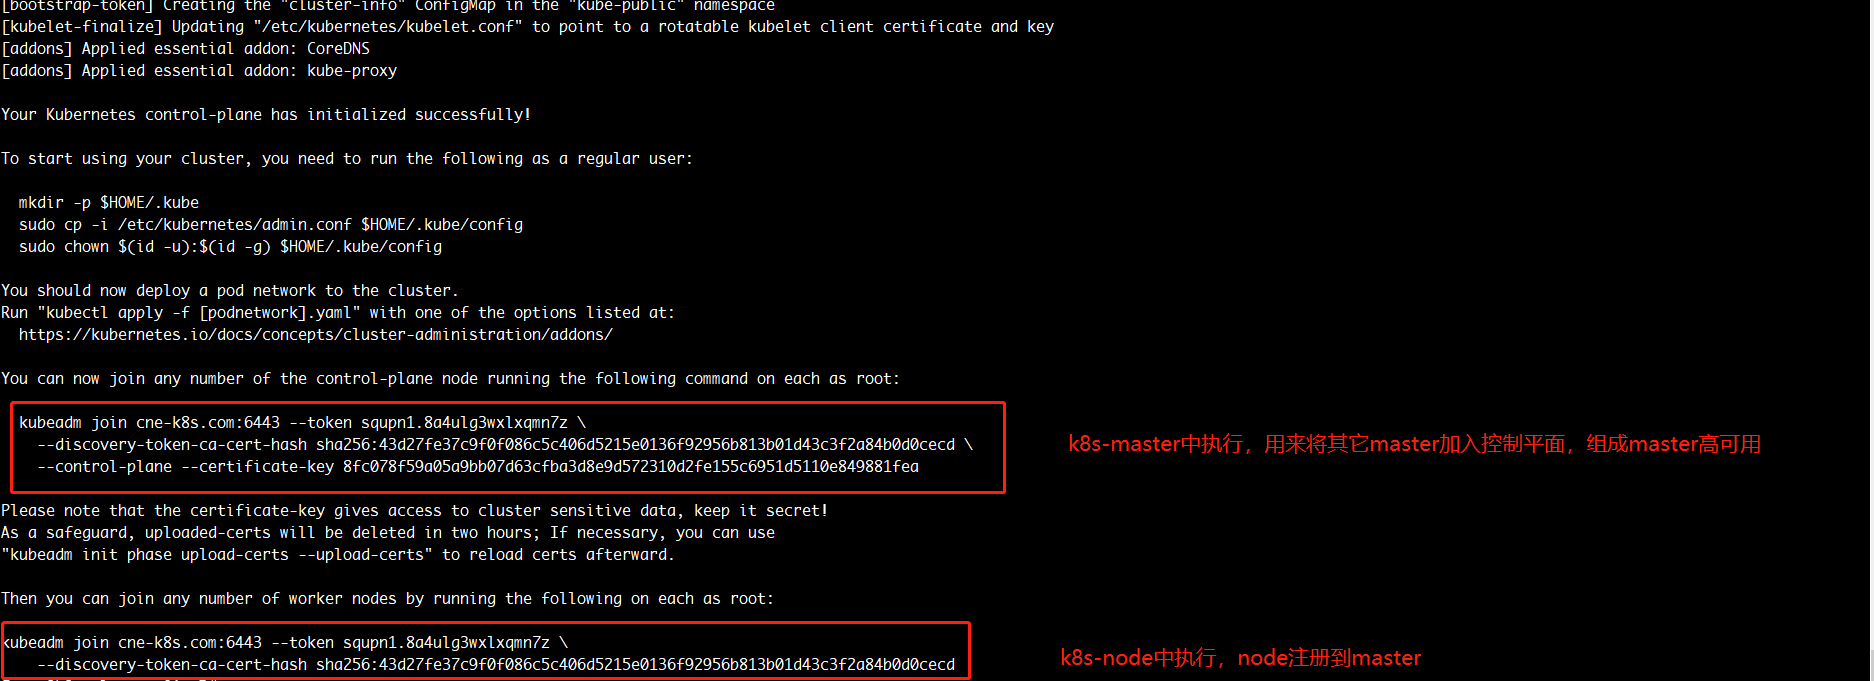 [bootstrap-token] Creating the "cluster-info" ConfigMap in the "kube-public" namespace
[kubelet-finalize] Updating "/etc/kubernetes/kubelet.conf" to point to a rotatable kubelet client certificate and key
[addons] Applied essential addon: CoreDNS
[addons] Applied essential addon: kube-proxy
Your Kubernetes control-plane has initialized successfully!
To start using your cluster, you need to run the following as a regular user:
mkdir -p $HOME/.kube
sudo cp -i /etc/kubernetes/admin.conf $HOME/.kube/config
sudo chown $(id -u):$(id -g) $HOME/.kube/config
You should now deploy a pod network to the cluster.
Run "kubectl apply -f [podnetwork].yaml" with one of the options listed at:
https://kubernetes.io/docs/concepts/cluster-administration/addons/
You can now join any number of the control-plane node running the following command on each as root:
kubeadm join cne-k8s.com:6443 --token squpn1.8a4ulg3wxlxqmn7z \
--discovery-token-ca-cert-hash sha256:43d27fe37c9f0f086c5c406d5215e0136f92956b813b01d43c3f2a84b0d0cecd \
--control-plane --certificate-key 8fc078f59a05a9bb07d63cfba3d8e9d572310d2fe155c6951d5110e849881fea
k8s-master中执行，用来将其它master加入控制平面，组成master高可用
Please note that the certificate-key gives access to cluster sensitive data, keep it secret!
As a safeguard, uploaded-certs will be deleted in two hours; If necessary, you can use
"kubeadm init phase upload-certs --upload-certs" to reload certs afterward.
Then you can join any number of worker nodes by running the following on each as root:
kubeadm join cne-k8s.com:6443 --token squpn1.8a4ulg3wxlxqmn7z \
--discovery-token-ca-cert-hash sha256:43d27fe37c9f0f086c5c406d5215e0136f92956b813b01d43c3f2a84b0d0cecd
k8s-node中执行，node注册到master